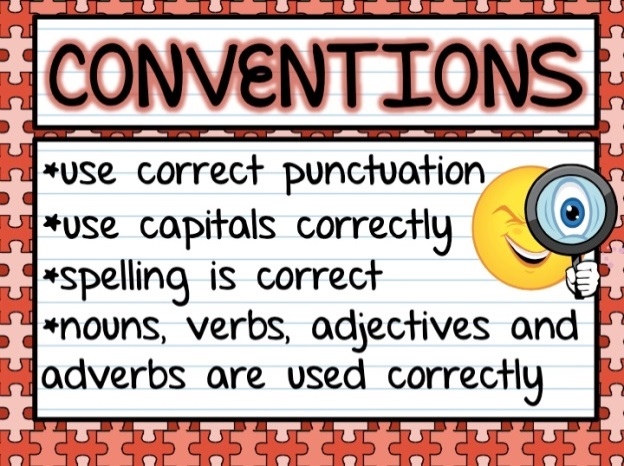 CONVENTIONS
*use correct punctuation
*use capitals correctly
*spelling is correct
*nouns, verbs, adjectives and
adverbs are used correctly